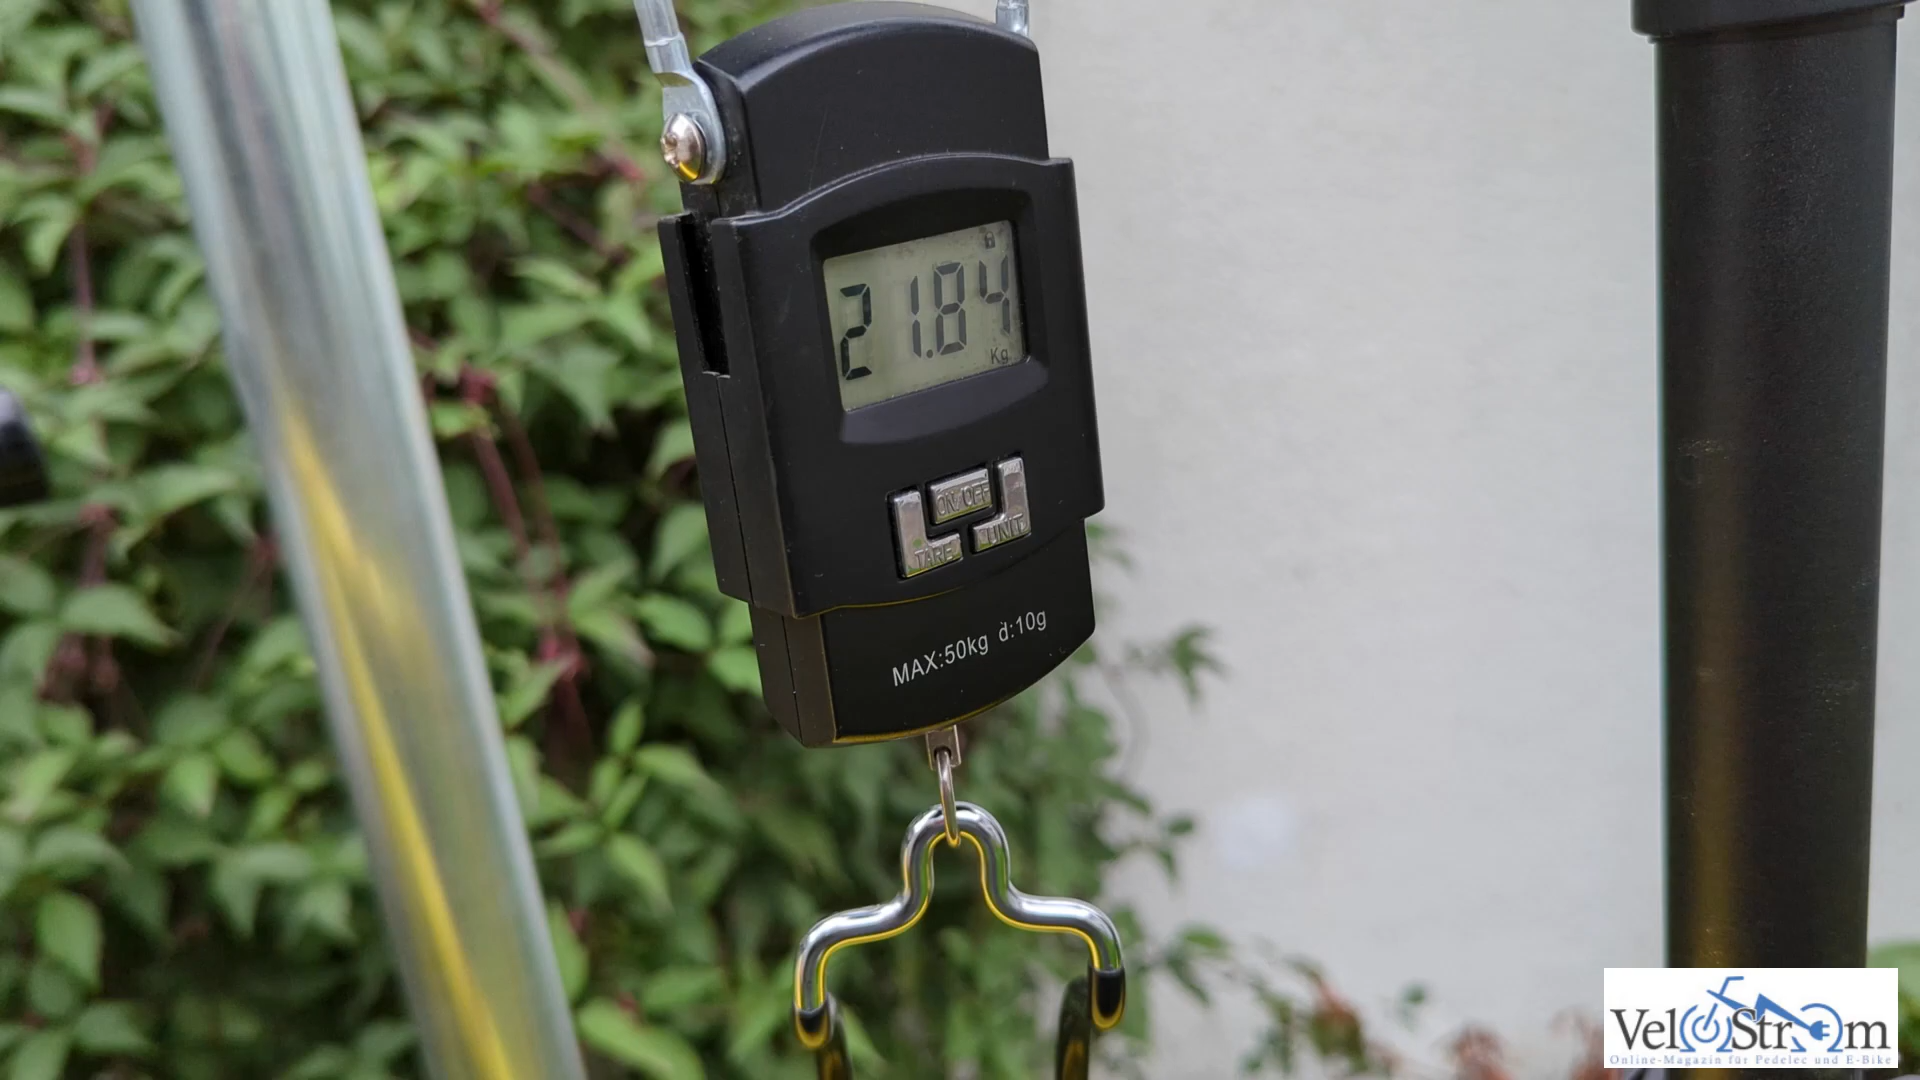 21.84
Kg
ON/OFF
TARE
UNIT
MAX:50kg d:10g
VeloStrom
Online-Magazin für Pedelec und E-Bike